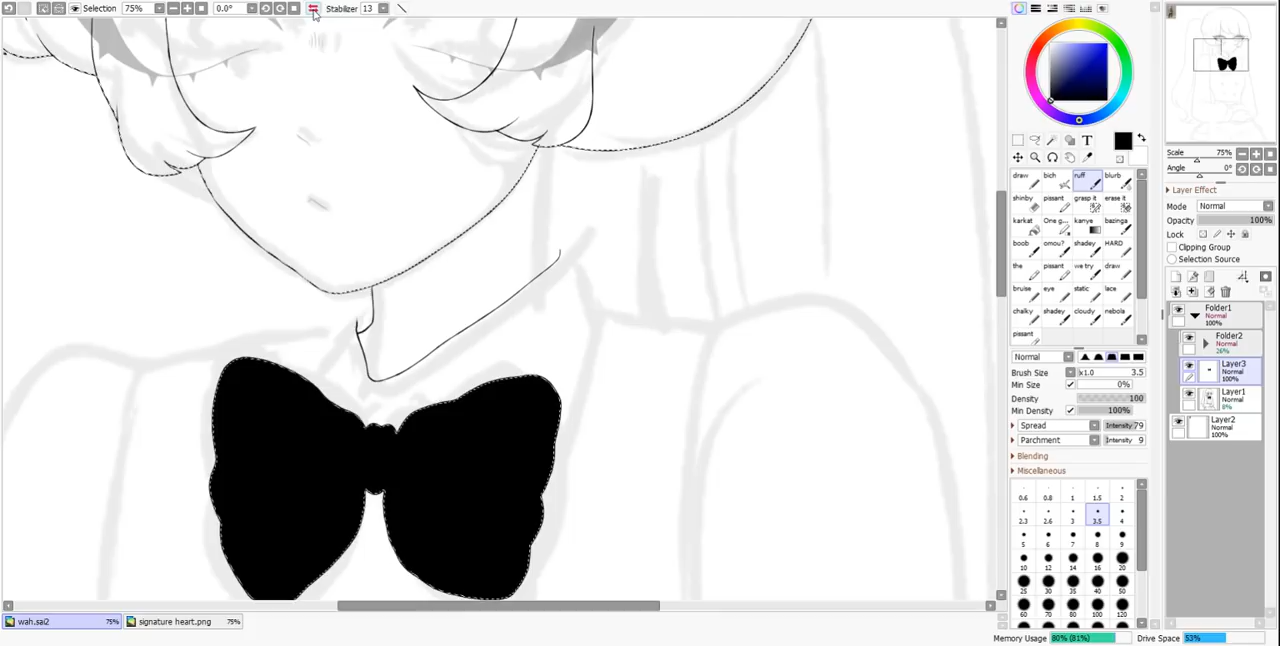 Selection 75% 0.0° Stabilizer 13
draw bich ruff blurb
shinby pissant grasp it erase it
karkat One g... kanye bazinga
boob omou? shadey HARD
the pissant we try draw
bruise eye static lace
chalky shadey cloudy nebola
pissant
Normal
Brush Size x1.0 3.5
Min Size 0%
Density 100
Min Density 100%
Spread Intensity 79
Parchment Intensity 9
Blending
Miscellaneous
0.6 0.8 1 1.5 2
2.3 2.6 3 3.5 4
5 6 7 8 9
10 12 14 16 20
25 30 35 40 50
60 70 80 100 120
Scale 75%
Angle 0°
Layer Effect
Mode Normal
Opacity 100%
Lock
Clipping Group
Selection Source
Folder1
Normal
100%
Folder2
Normal
26%
Layer3
Normal
100%
Layer1
Normal
8%
Layer2
Normal
100%
wah.sai2 75% signature heart.png 75%
Memory Usage 80% (81%) Drive Space 53%